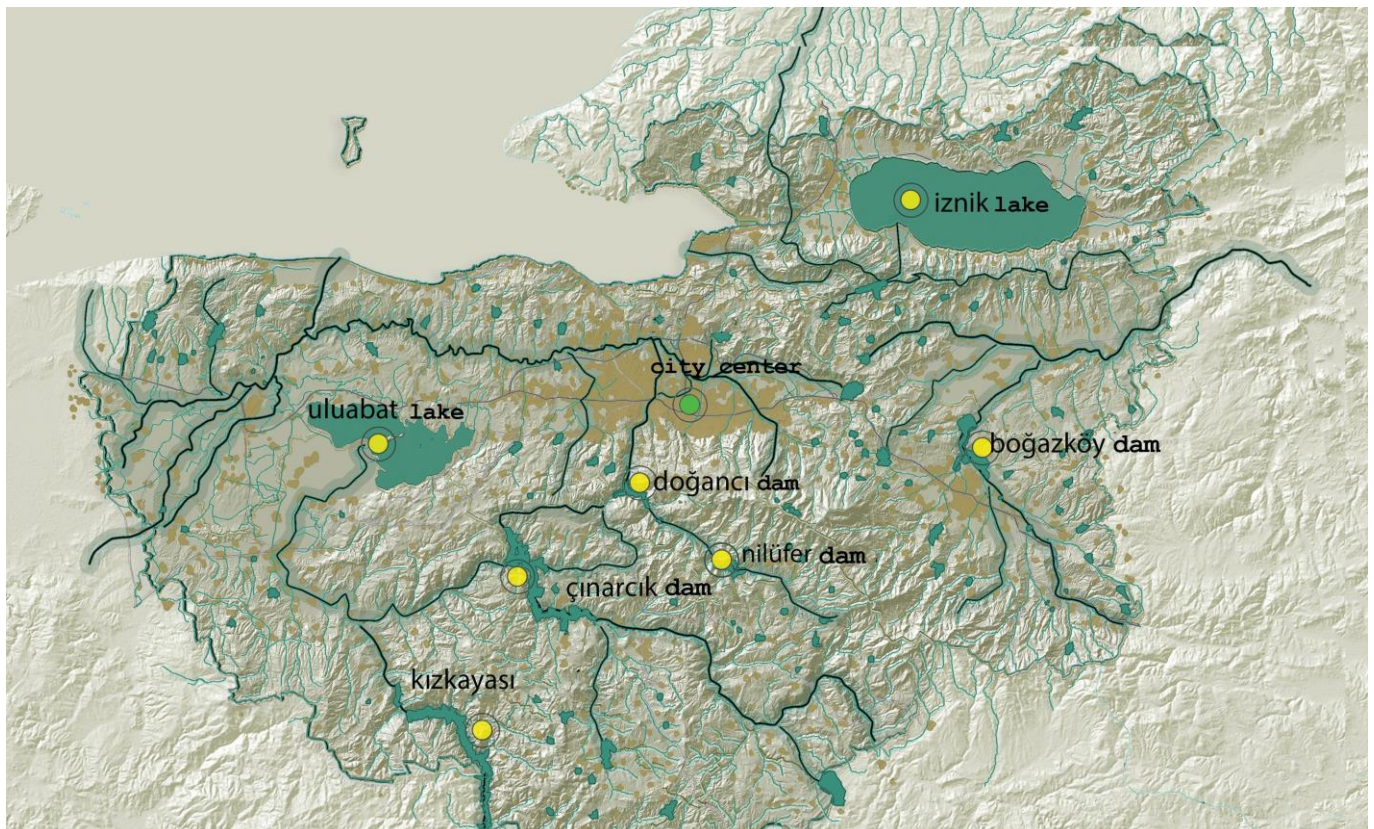 iznik lake
city center
uluabat lake
boğazköy dam
doğancı dam
nilüfer dam
çınarcık dam
kızkayası